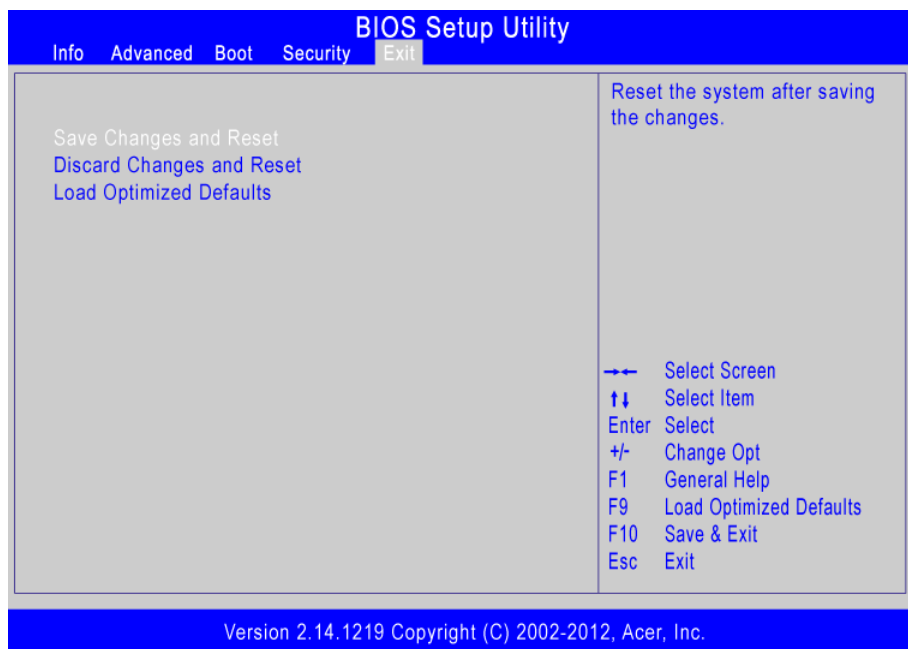 BIOS Setup Utility
Info Advanced Boot Security Exit
Save Changes and Reset
Discard Changes and Reset
Load Optimized Defaults
Reset the system after saving
the changes.
→← Select Screen
↑↓ Select Item
Enter Select
+/- Change Opt
F1 General Help
F9 Load Optimized Defaults
F10 Save & Exit
Esc Exit
Version 2.14.1219 Copyright (C) 2002-2012, Acer, Inc.